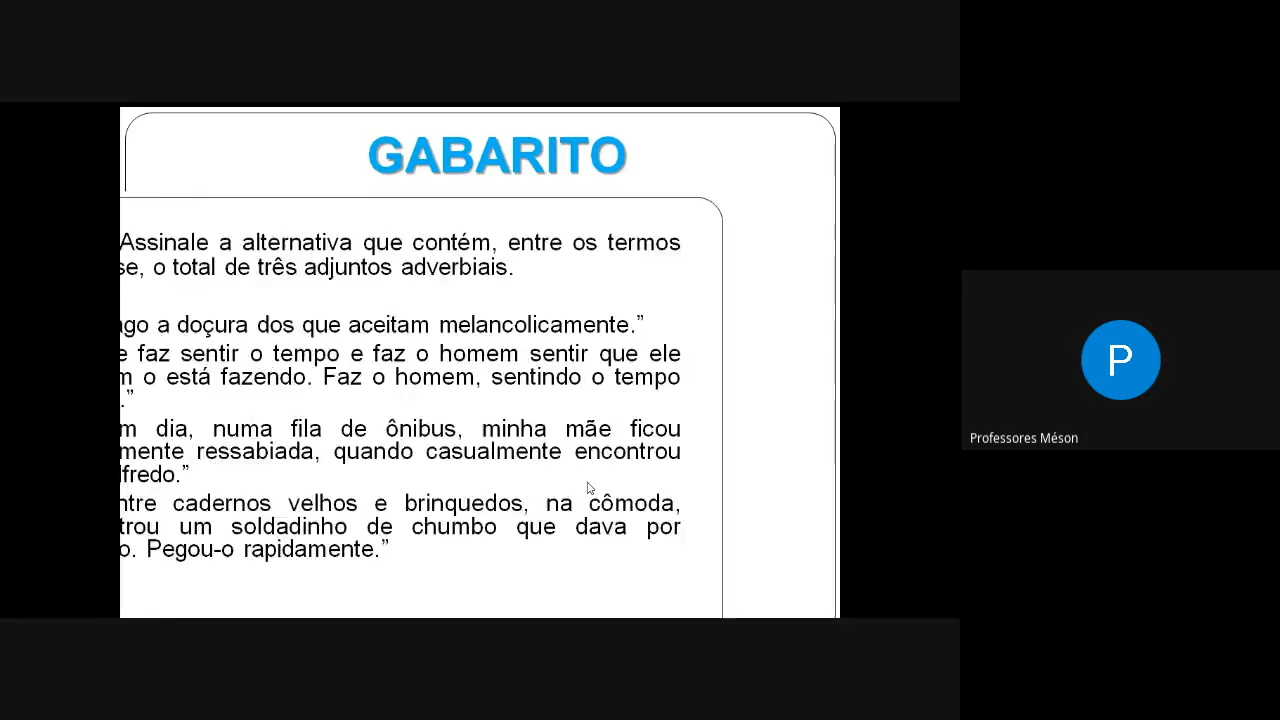 GABARITO
Assinale a alternativa que contém, entre os termos
se, o total de três adjuntos adverbiais.
ago a doçura dos que aceitam melancolicamente.”
e faz sentir o tempo e faz o homem sentir que ele
m o está fazendo. Faz o homem, sentindo o tempo
.”
m dia, numa fila de ônibus, minha mãe ficou
mente ressabiada, quando casualmente encontrou
lfredo.”
ntre cadernos velhos e brinquedos, na cômoda,
trou um soldadinho de chumbo que dava por
o. Pegou-o rapidamente.”
P
Professores Méson